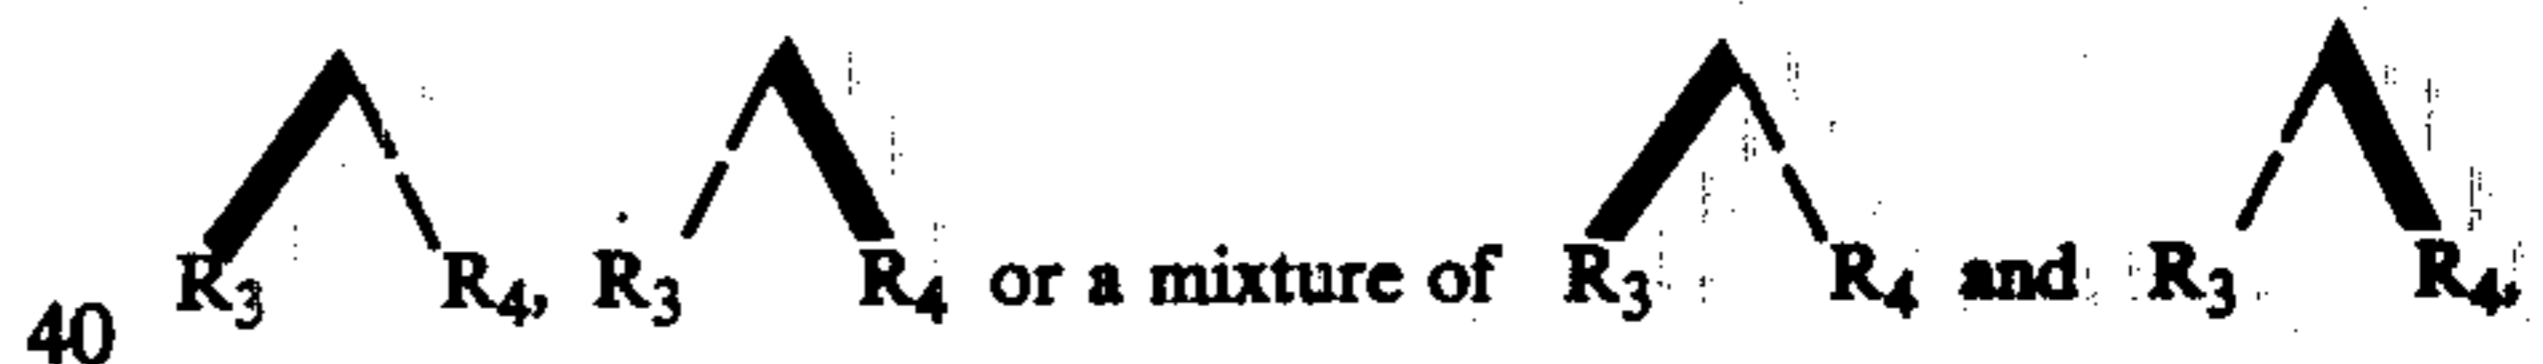 40 R₃ R₄, R₃ R₄ or a mixture of R₃ R₄ and R₃ R₄,